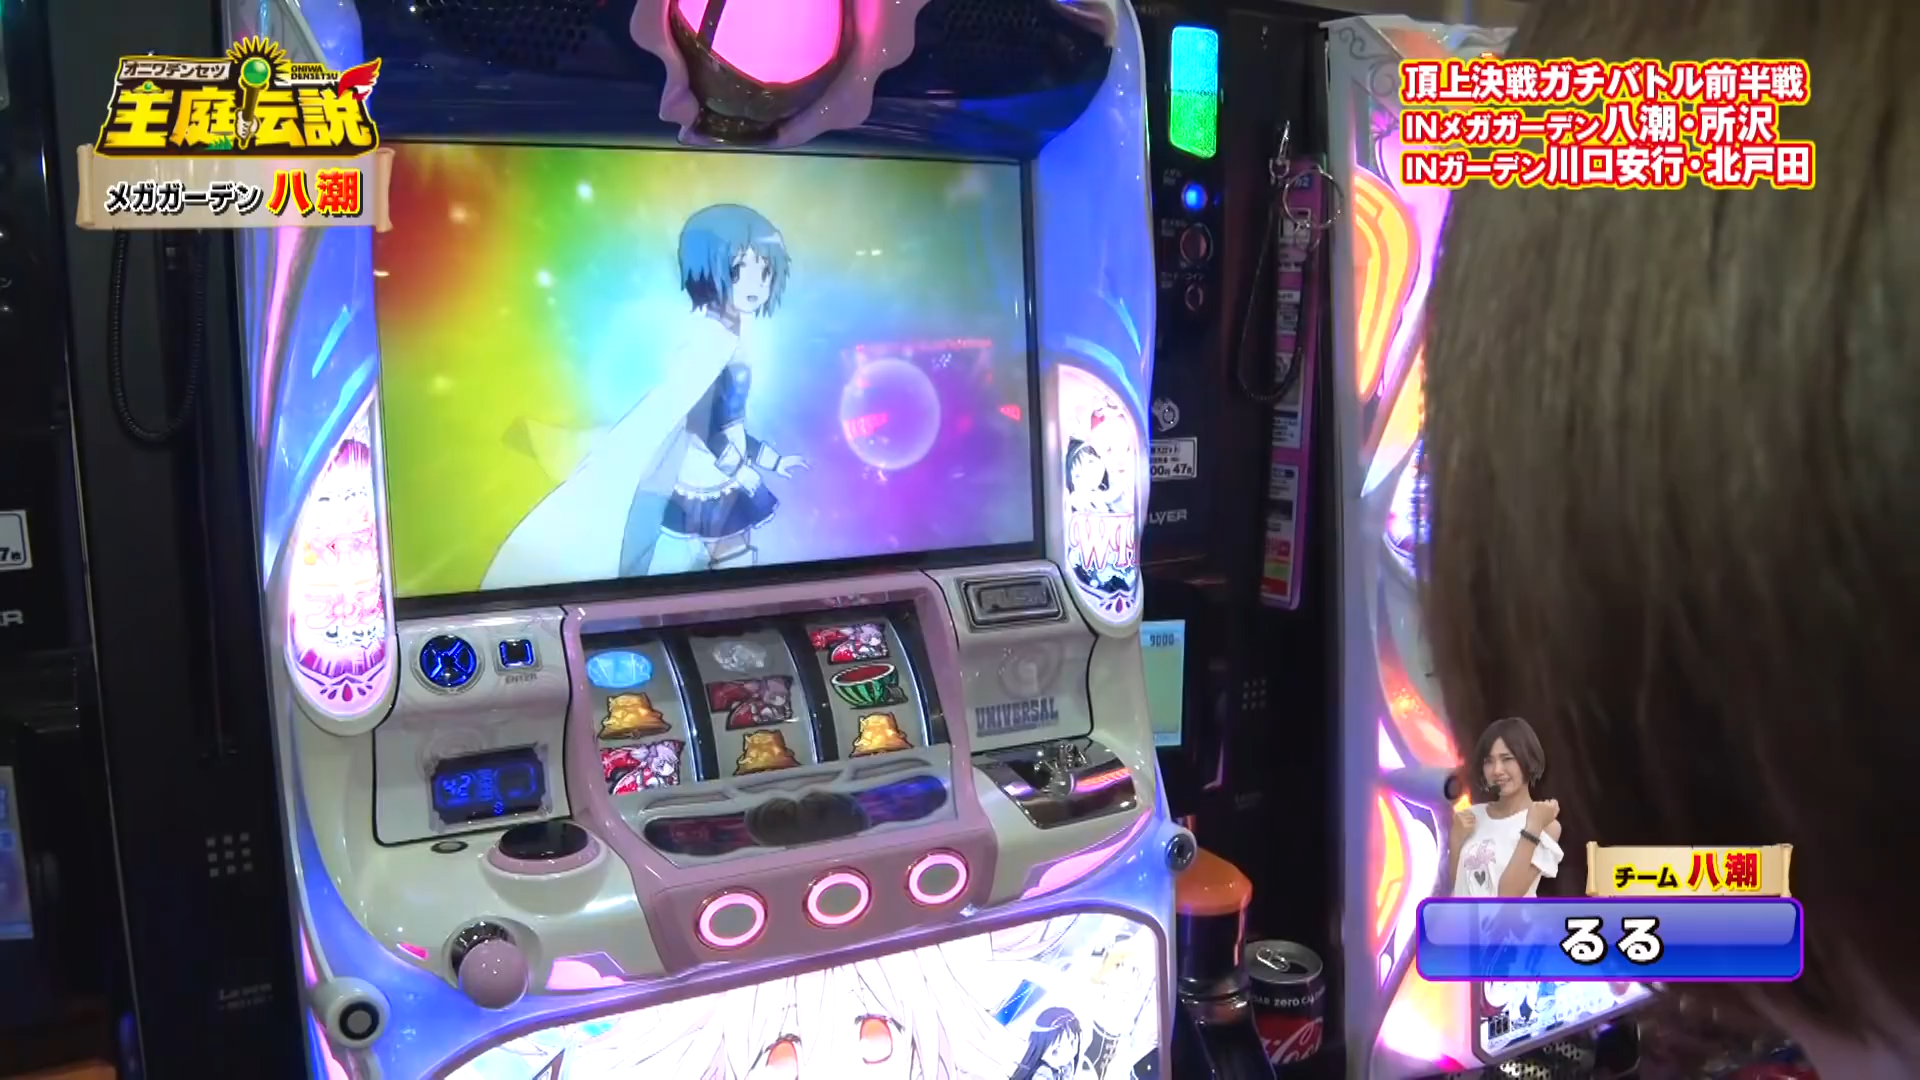 オニワデンセツ
ONIWA DENSETSU
主庭伝説
メガガーデン 八潮
頂上決戦ガチバトル前半戦
INメガガーデン八潮・所沢
INガーデン川口安行・北戸田
PUSH
ENTER
UNIVERSAL
チーム 八潮
るる